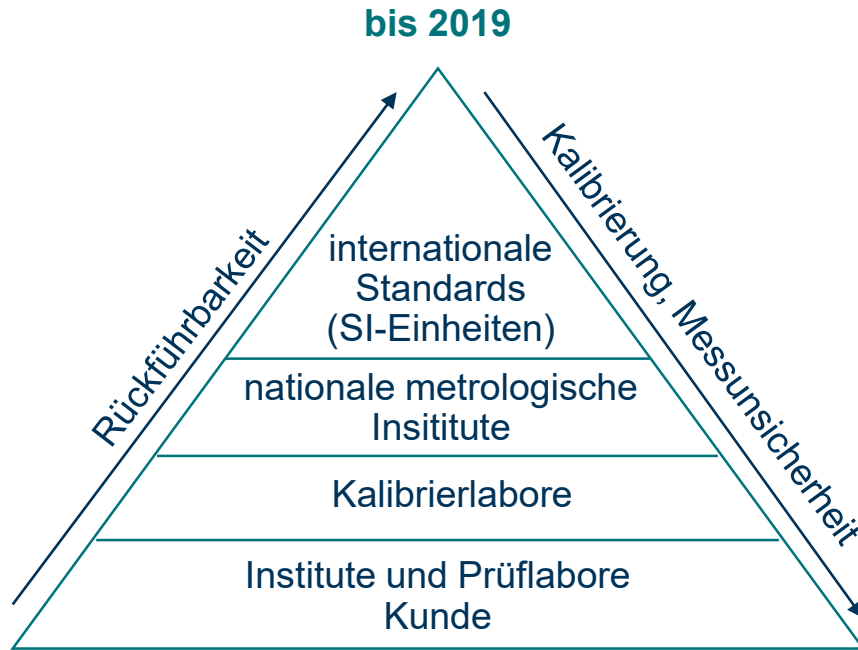 bis 2019
Rückführbarkeit
Kalibrierung, Messunsicherheit
internationale
Standards
(SI-Einheiten)
nationale metrologische
Insititute
Kalibrierlabore
Institute und Prüflabore
Kunde